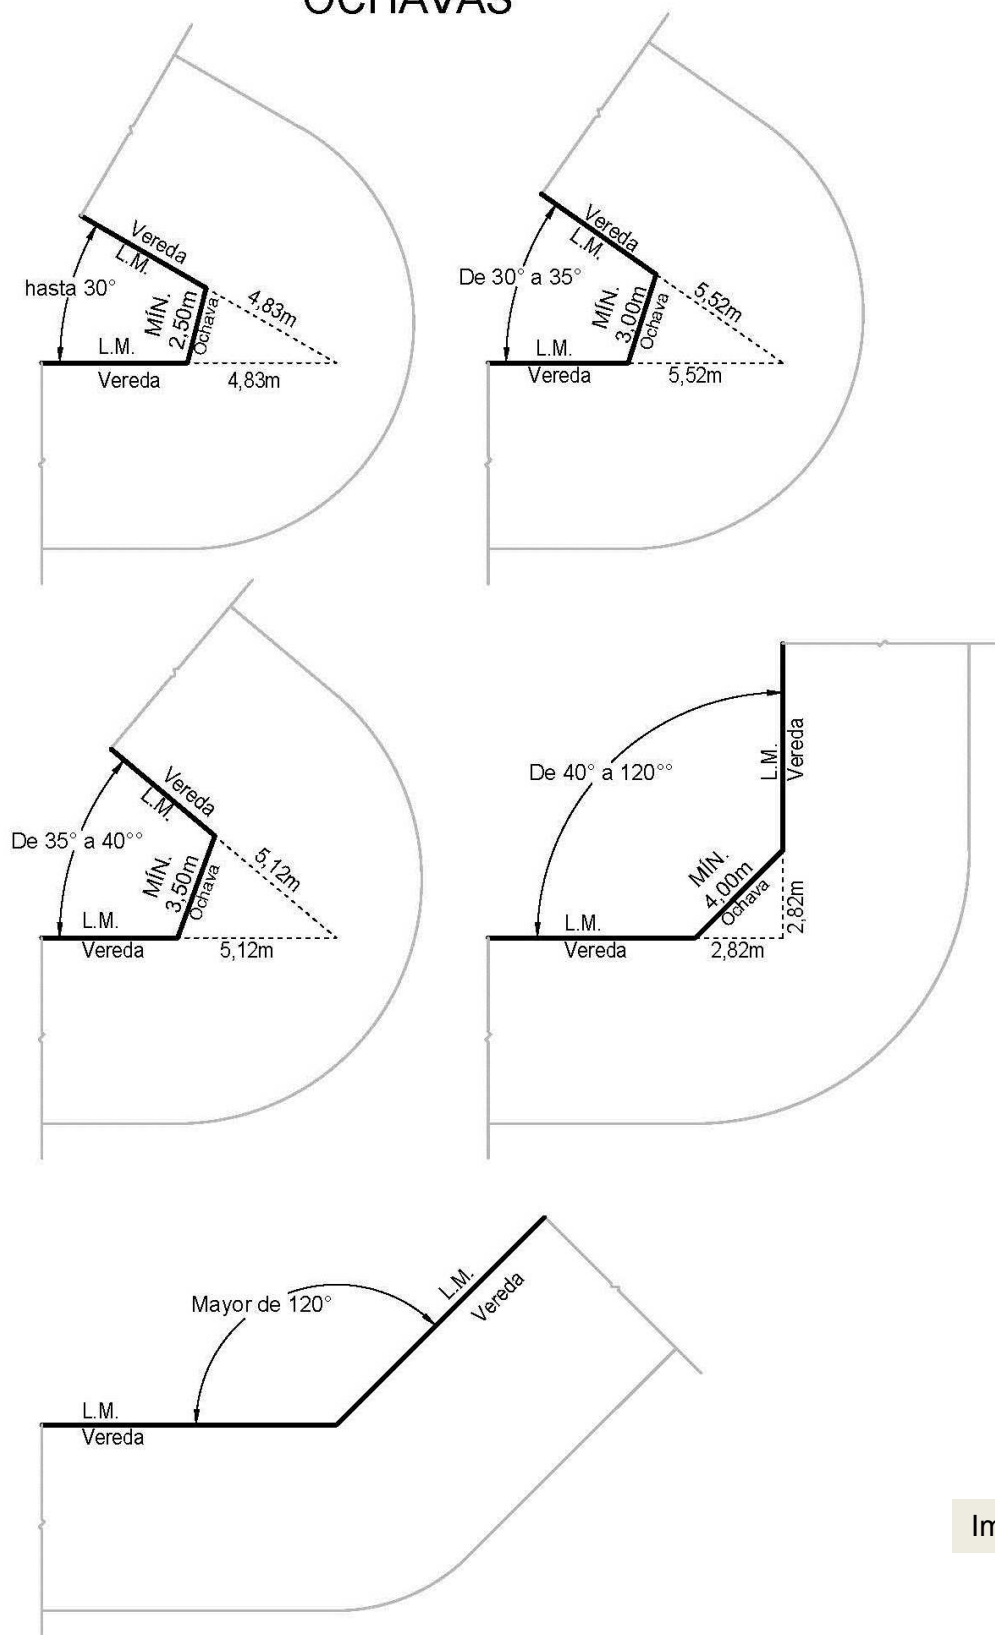 OCHAVAS
Vereda
L.M.
hasta 30°
MÍN.
2,50m
Ochava
4,83m
L.M.
Vereda
4,83m
Vereda
L.M.
De 30° a 35°
MÍN.
3,00m
Ochava
5,52m
L.M.
Vereda
5,52m
Vereda
L.M.
De 35° a 40°°
MÍN.
3,50m
Ochava
5,12m
L.M.
Vereda
5,12m
De 40° a 120°°
L.M.
Vereda
MÍN.
4,00m
Ochava
2,82m
L.M.
Vereda
2,82m
Mayor de 120°
L.M.
Vereda
L.M.
Vereda
Im